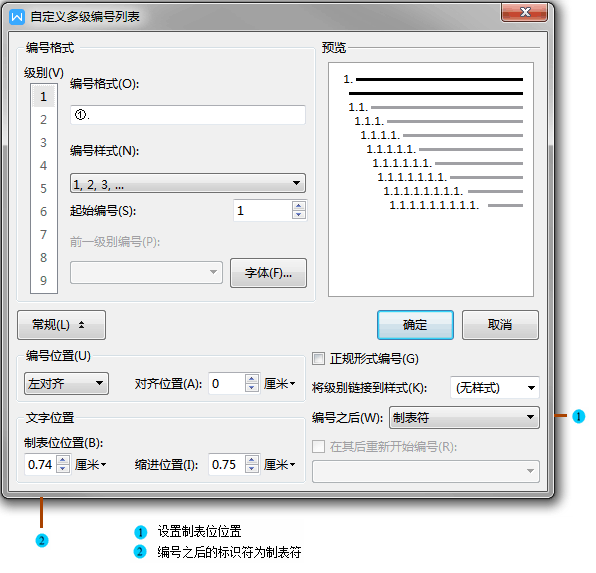 自定义多级编号列表
编号格式
级别(V)
1
2
3
4
5
6
7
8
9
编号格式(O):
①.
编号样式(N):
1, 2, 3, ...
起始编号(S):
1
前一级别编号(P):
字体(F)...
预览
1.
1.1.
1.1.1.
1.1.1.1.
1.1.1.1.1.
1.1.1.1.1.1.
1.1.1.1.1.1.1.
1.1.1.1.1.1.1.1.
1.1.1.1.1.1.1.1.1.
常规(L)
确定
取消
编号位置(U)
左对齐
对齐位置(A):
0
厘米
文字位置
制表位位置(B):
0.74
厘米
缩进位置(I):
0.75
厘米
正规形式编号(G)
将级别链接到样式(K):
(无样式)
编号之后(W):
制表符
1
在其后重新开始编号(R):
2
1 设置制表位位置
2 编号之后的标识符为制表符